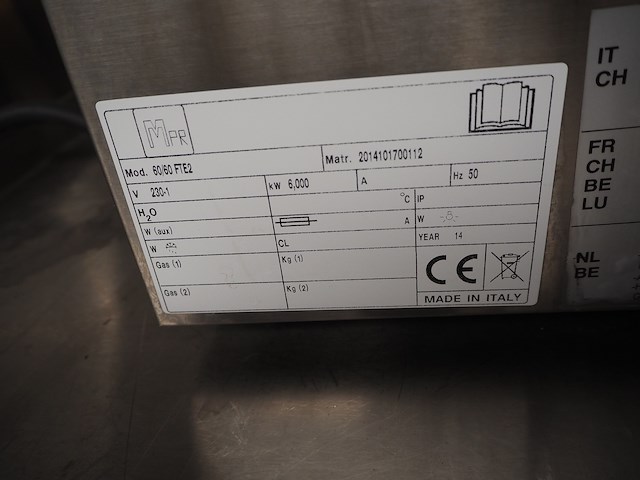 MPR
Mod. 60/60 FTE2
Matr. 2014101700112
V 230-1
kW 6,000
A
Hz 50
H2O
°C
IP
W (aux)
A
W
W
CL
YEAR 14
Gas (1)
Kg (1)
CE
Gas (2)
Kg (2)
MADE IN ITALY
IT
CH
FR
CH
BE
LU
NL
BE